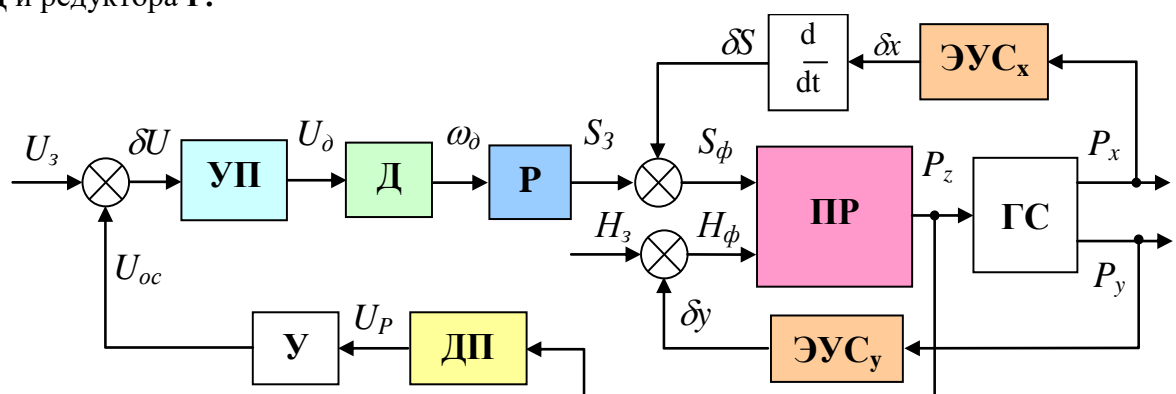 и редуктора Р.
δS
d
dt
δx
ЭУСx
Uз
δU
УП
Uд
Д
ωд
Р
SЗ
Sф
ПР
Pz
ГС
Px
Hз
Hф
Uос
Py
У
UР
ДП
δy
ЭУСy